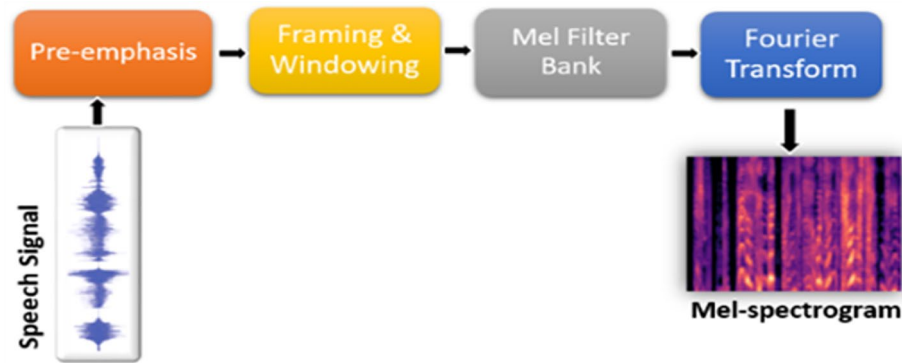 Pre-emphasis
Framing &
Windowing
Mel Filter
Bank
Fourier
Transform
Speech Signal
Mel-spectrogram